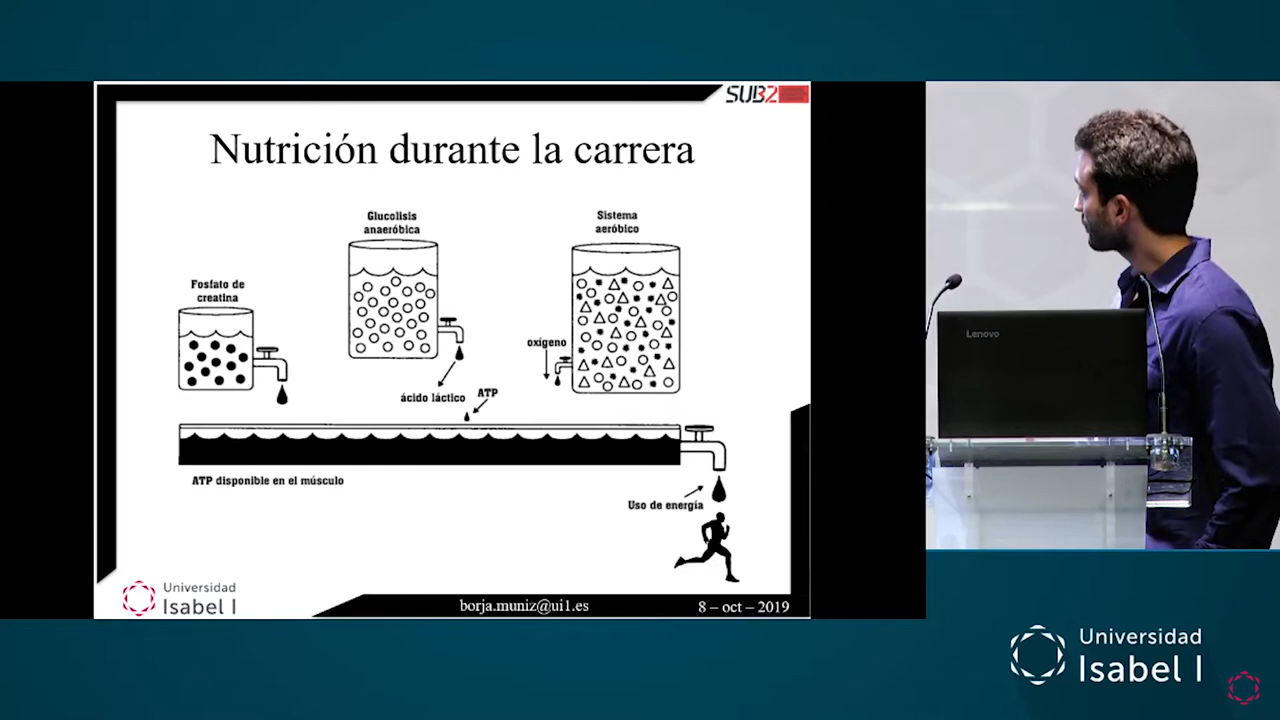 SUB2
Nutrición durante la carrera
Glucolisis
anaeróbica
Sistema
aeróbico
Fosfato de
creatina
oxígeno
ácido láctico
ATP
ATP disponible en el músculo
Uso de energía
Universidad
Isabel I
borja.muniz@ui1.es
8 – oct – 2019
Lenovo
Universidad
Isabel I